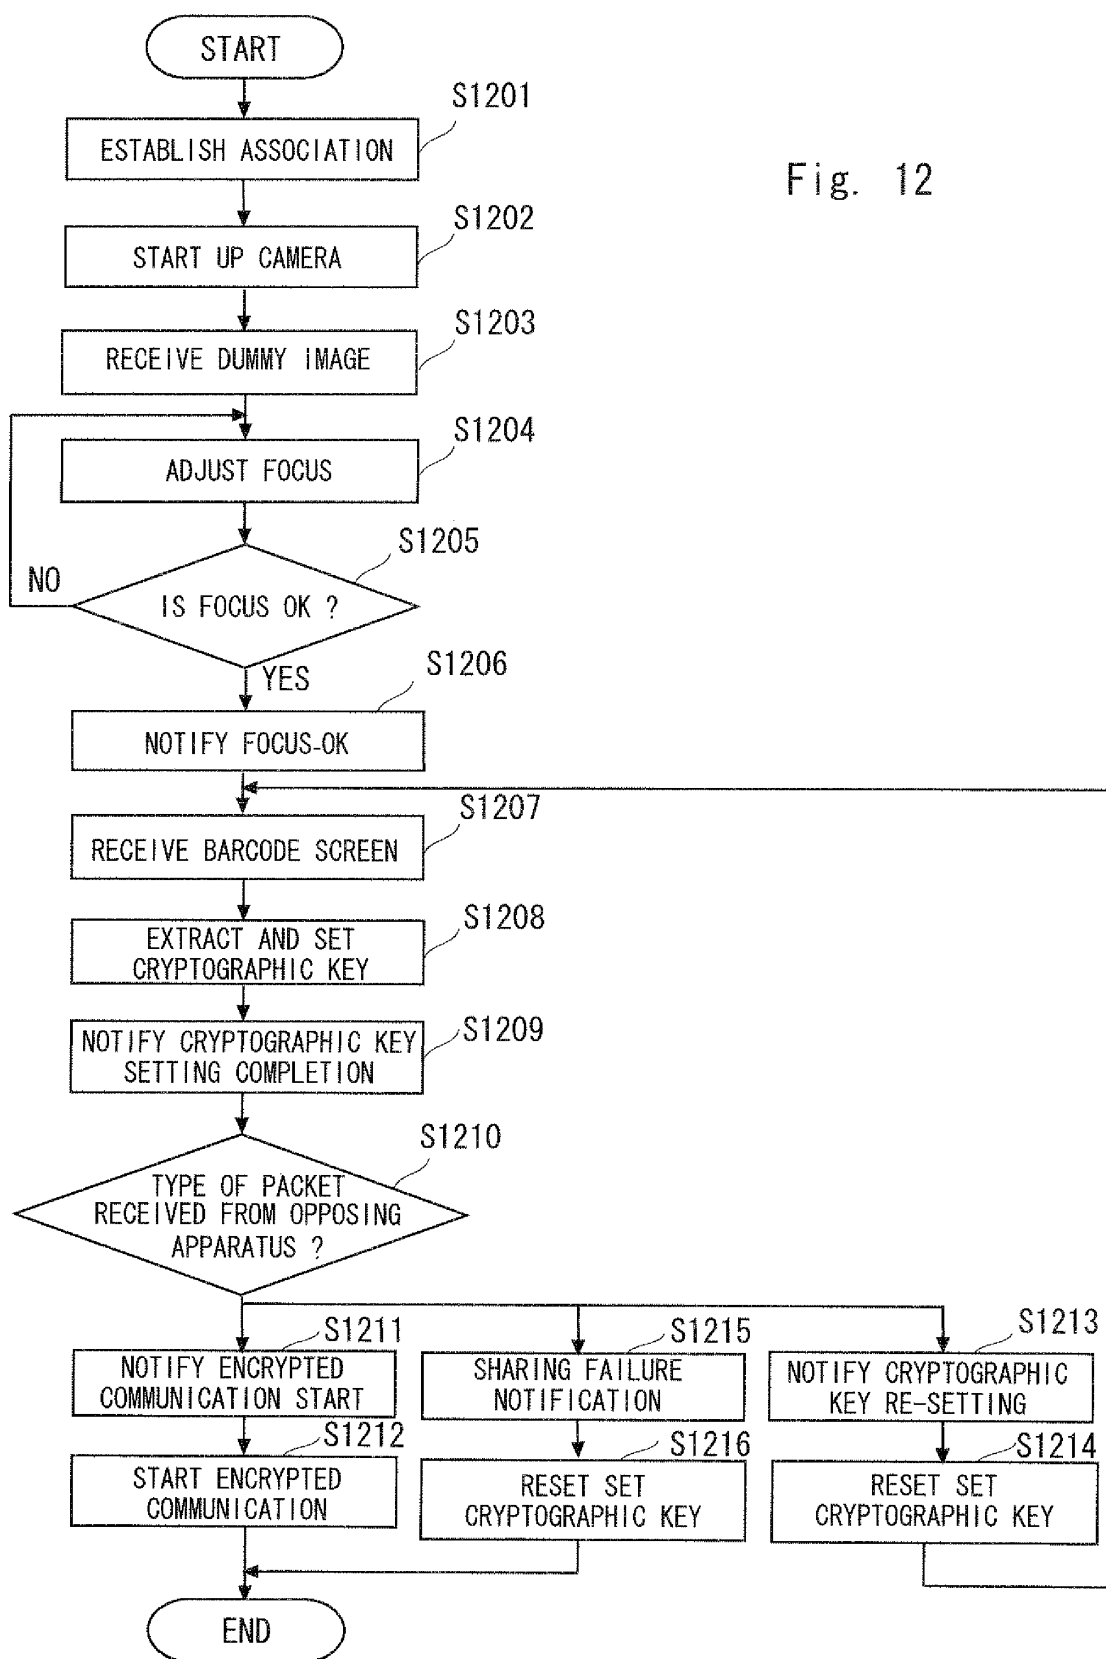 START
S1201
ESTABLISH ASSOCIATION
Fig. 12
S1202
START UP CAMERA
S1203
RECEIVE DUMMY IMAGE
S1204
ADJUST FOCUS
S1205
NO
IS FOCUS OK ?
YES
S1206
NOTIFY FOCUS-OK
S1207
RECEIVE BARCODE SCREEN
S1208
EXTRACT AND SET
CRYPTOGRAPHIC KEY
S1209
NOTIFY CRYPTOGRAPHIC KEY
SETTING COMPLETION
S1210
TYPE OF PACKET
RECEIVED FROM OPPOSING
APPARATUS ?
S1211
NOTIFY ENCRYPTED
COMMUNICATION START
S1212
START ENCRYPTED
COMMUNICATION
S1215
SHARING FAILURE
NOTIFICATION
S1216
RESET SET
CRYPTOGRAPHIC KEY
S1213
NOTIFY CRYPTOGRAPHIC
KEY RE-SETTING
S1214
RESET SET
CRYPTOGRAPHIC KEY
END